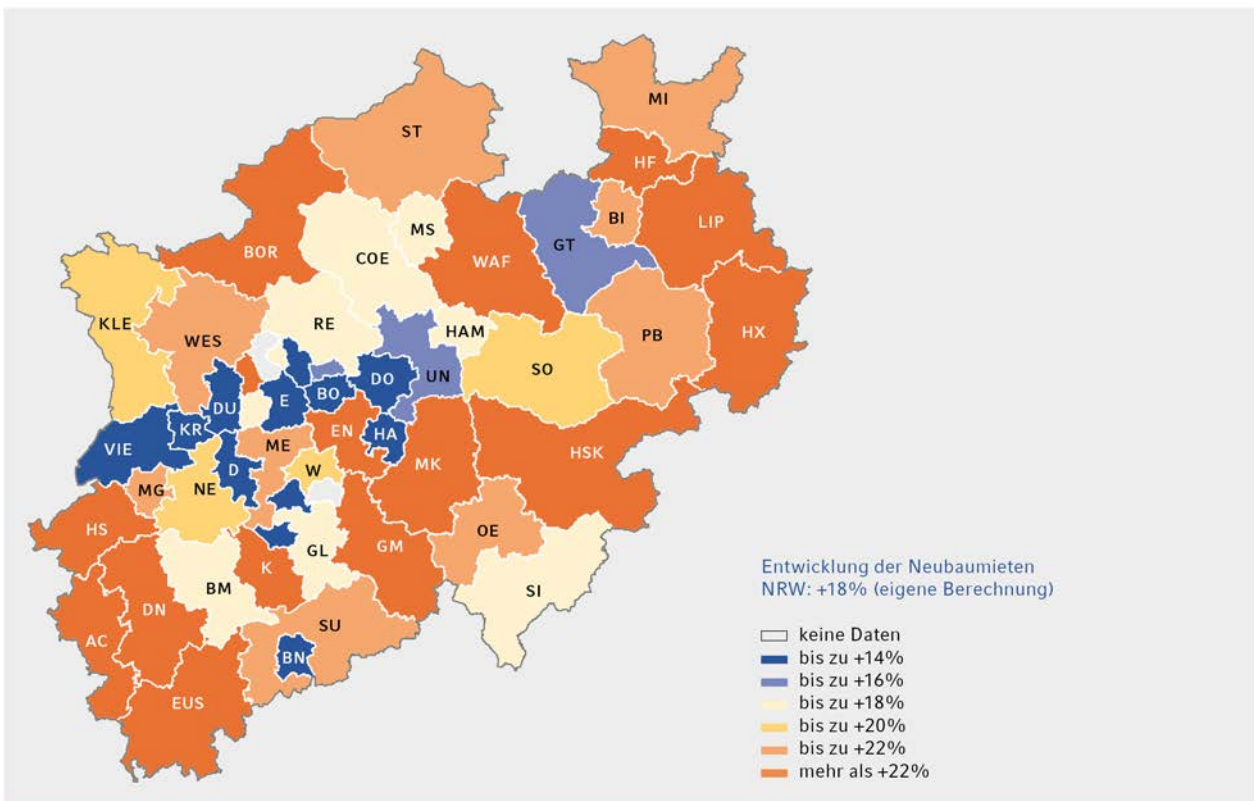 MI
ST
HF
BI
LIP
MS
GT
BOR
COE
WAF
KLE
RE
HAM
PB
HX
WES
SO
UN
DO
BO
E
DU
KR
EN
HA
ME
VIE
HSK
MK
D
W
NE
MG
OE
HS
GL
GM
K
BM
SI
DN
SU
AC
BN
EUS
Entwicklung der Neubaumieten
NRW: +18% (eigene Berechnung)
keine Daten
bis zu +14%
bis zu +16%
bis zu +18%
bis zu +20%
bis zu +22%
mehr als +22%